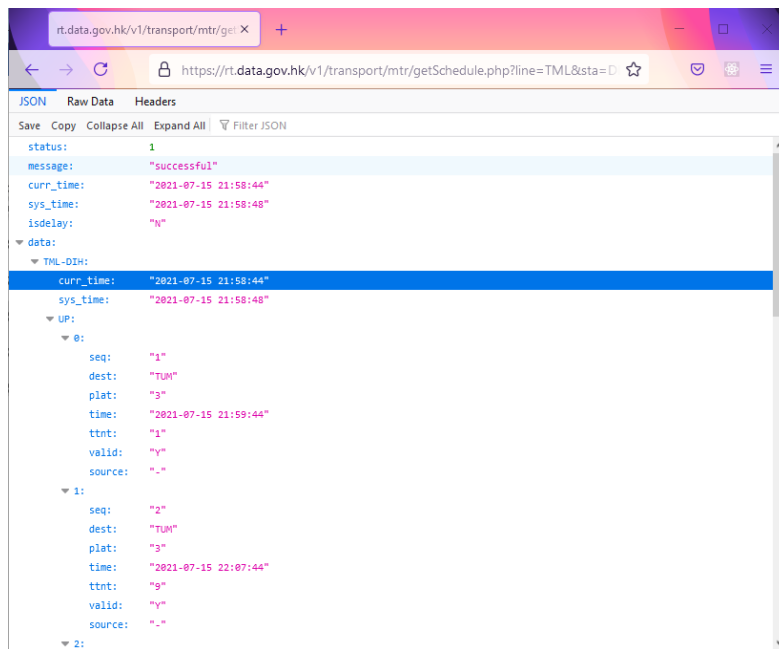 rt.data.gov.hk/v1/transport/mtr/get
https://rt.data.gov.hk/v1/transport/mtr/getSchedule.php?line=TML&sta=D
JSON Raw Data Headers
Save Copy Collapse All Expand All Filter JSON
status: 1
message: "successful"
curr_time: "2021-07-15 21:58:44"
sys_time: "2021-07-15 21:58:48"
isdelay: "N"
data:
TML-DIH:
curr_time: "2021-07-15 21:58:44"
sys_time: "2021-07-15 21:58:48"
UP:
0:
seq: "1"
dest: "TUM"
plat: "3"
time: "2021-07-15 21:59:44"
ttnt: "1"
valid: "Y"
source: "-"
1:
seq: "2"
dest: "TUM"
plat: "3"
time: "2021-07-15 22:07:44"
ttnt: "9"
valid: "Y"
source: "-"
2: